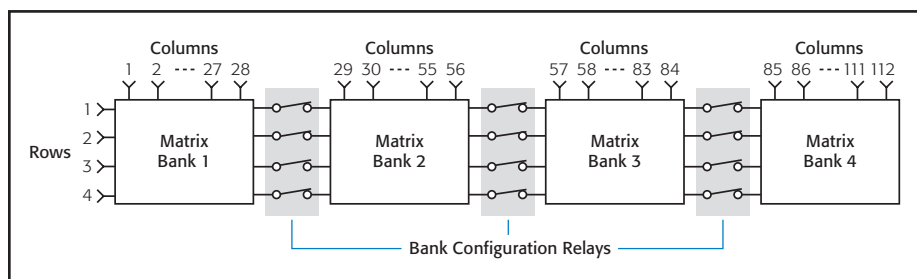 Columns Columns Columns Columns
1 2 --- 27 28 29 30 --- 55 56 57 58 --- 83 84 85 86 --- 111 112
1
2
Rows
3
4
Matrix Bank 1
Matrix Bank 2
Matrix Bank 3
Matrix Bank 4
Bank Configuration Relays